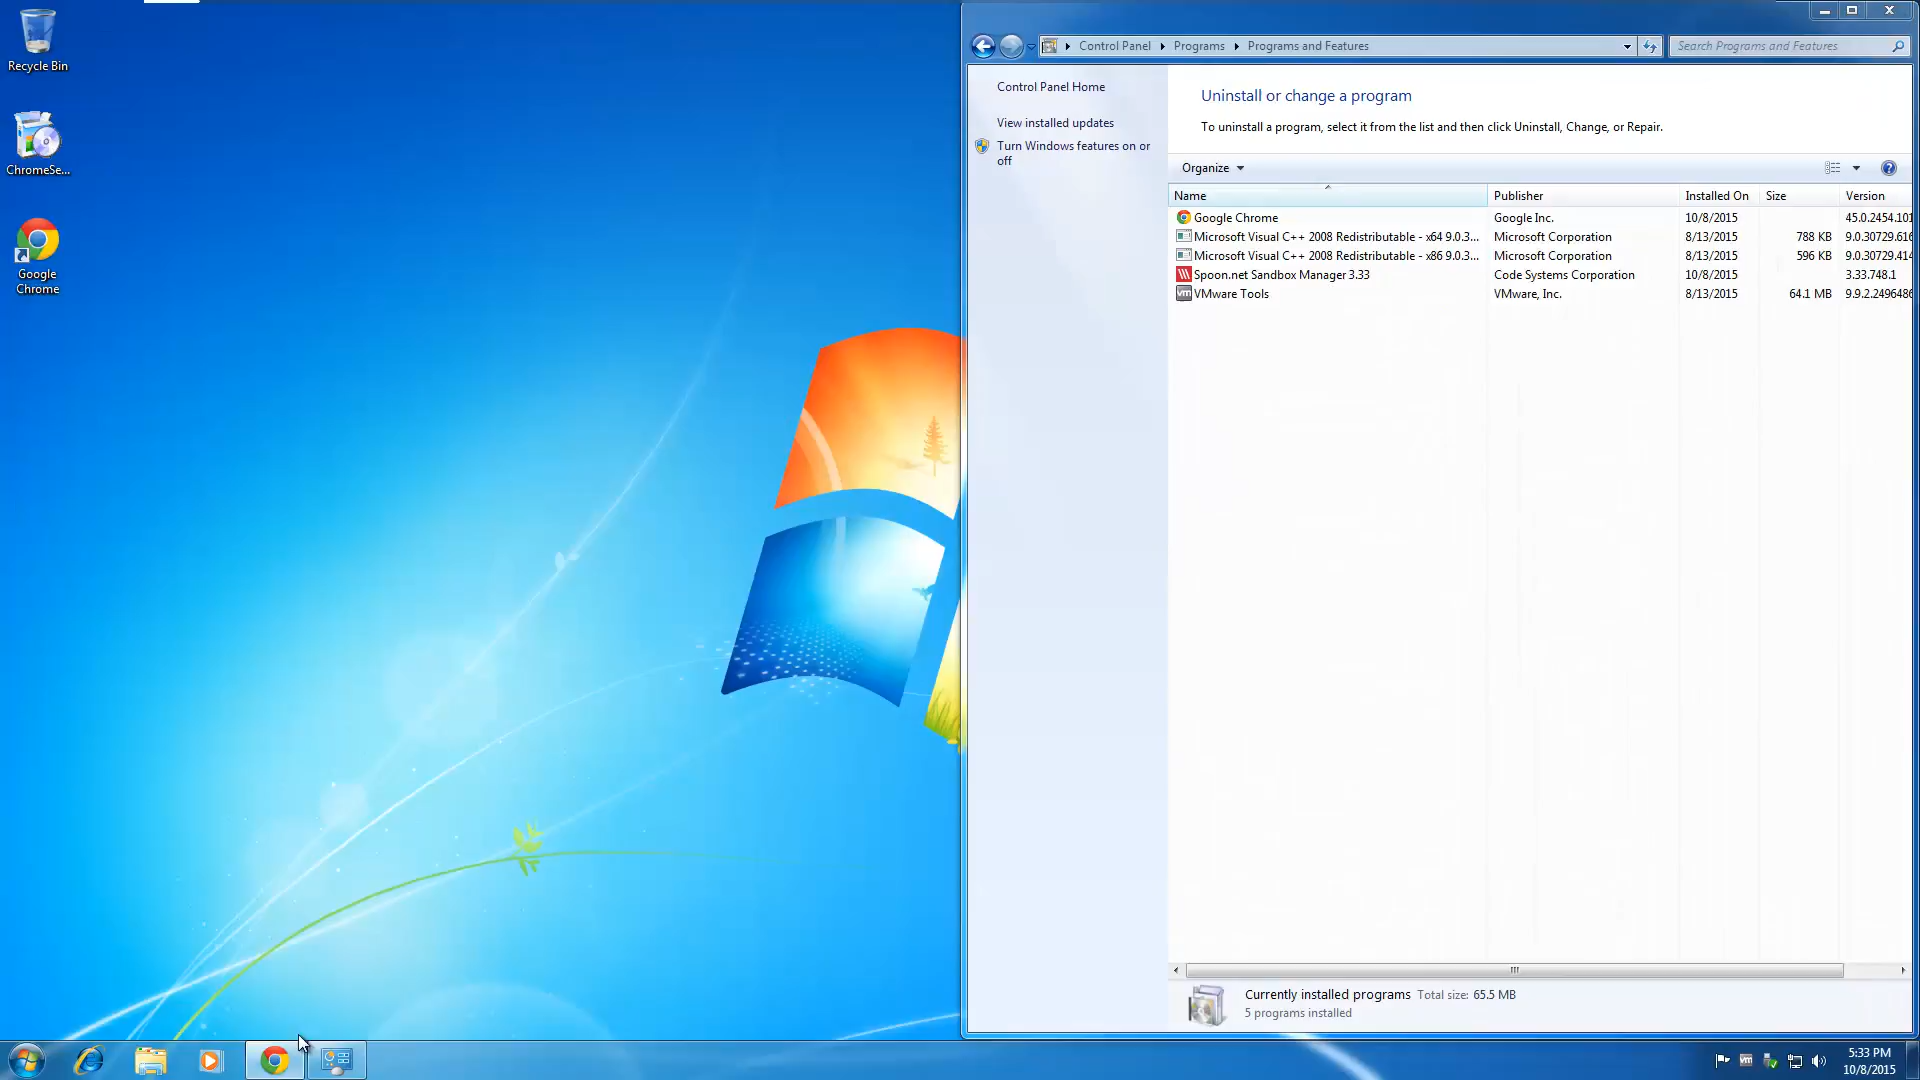 Recycle Bin
ChromeSe...
Google
Chrome
Control Panel
Programs
Programs and Features
Search Programs and Features
Control Panel Home
View installed updates
Turn Windows features on or
off
Uninstall or change a program
To uninstall a program, select it from the list and then click Uninstall, Change, or Repair.
Organize
Name Publisher Installed On Size Version
Google Chrome Google Inc. 10/8/2015 45.0.2454.101
Microsoft Visual C++ 2008 Redistributable - x64 9.0.3... Microsoft Corporation 8/13/2015 788 KB 9.0.30729.616
Microsoft Visual C++ 2008 Redistributable - x86 9.0.3... Microsoft Corporation 8/13/2015 596 KB 9.0.30729.414
Spoon.net Sandbox Manager 3.33 Code Systems Corporation 10/8/2015 3.33.748.1
vm VMware Tools VMware, Inc. 8/13/2015 64.1 MB 9.9.2.2496486
Currently installed programs Total size: 65.5 MB
5 programs installed
vm
5:33 PM
10/8/2015